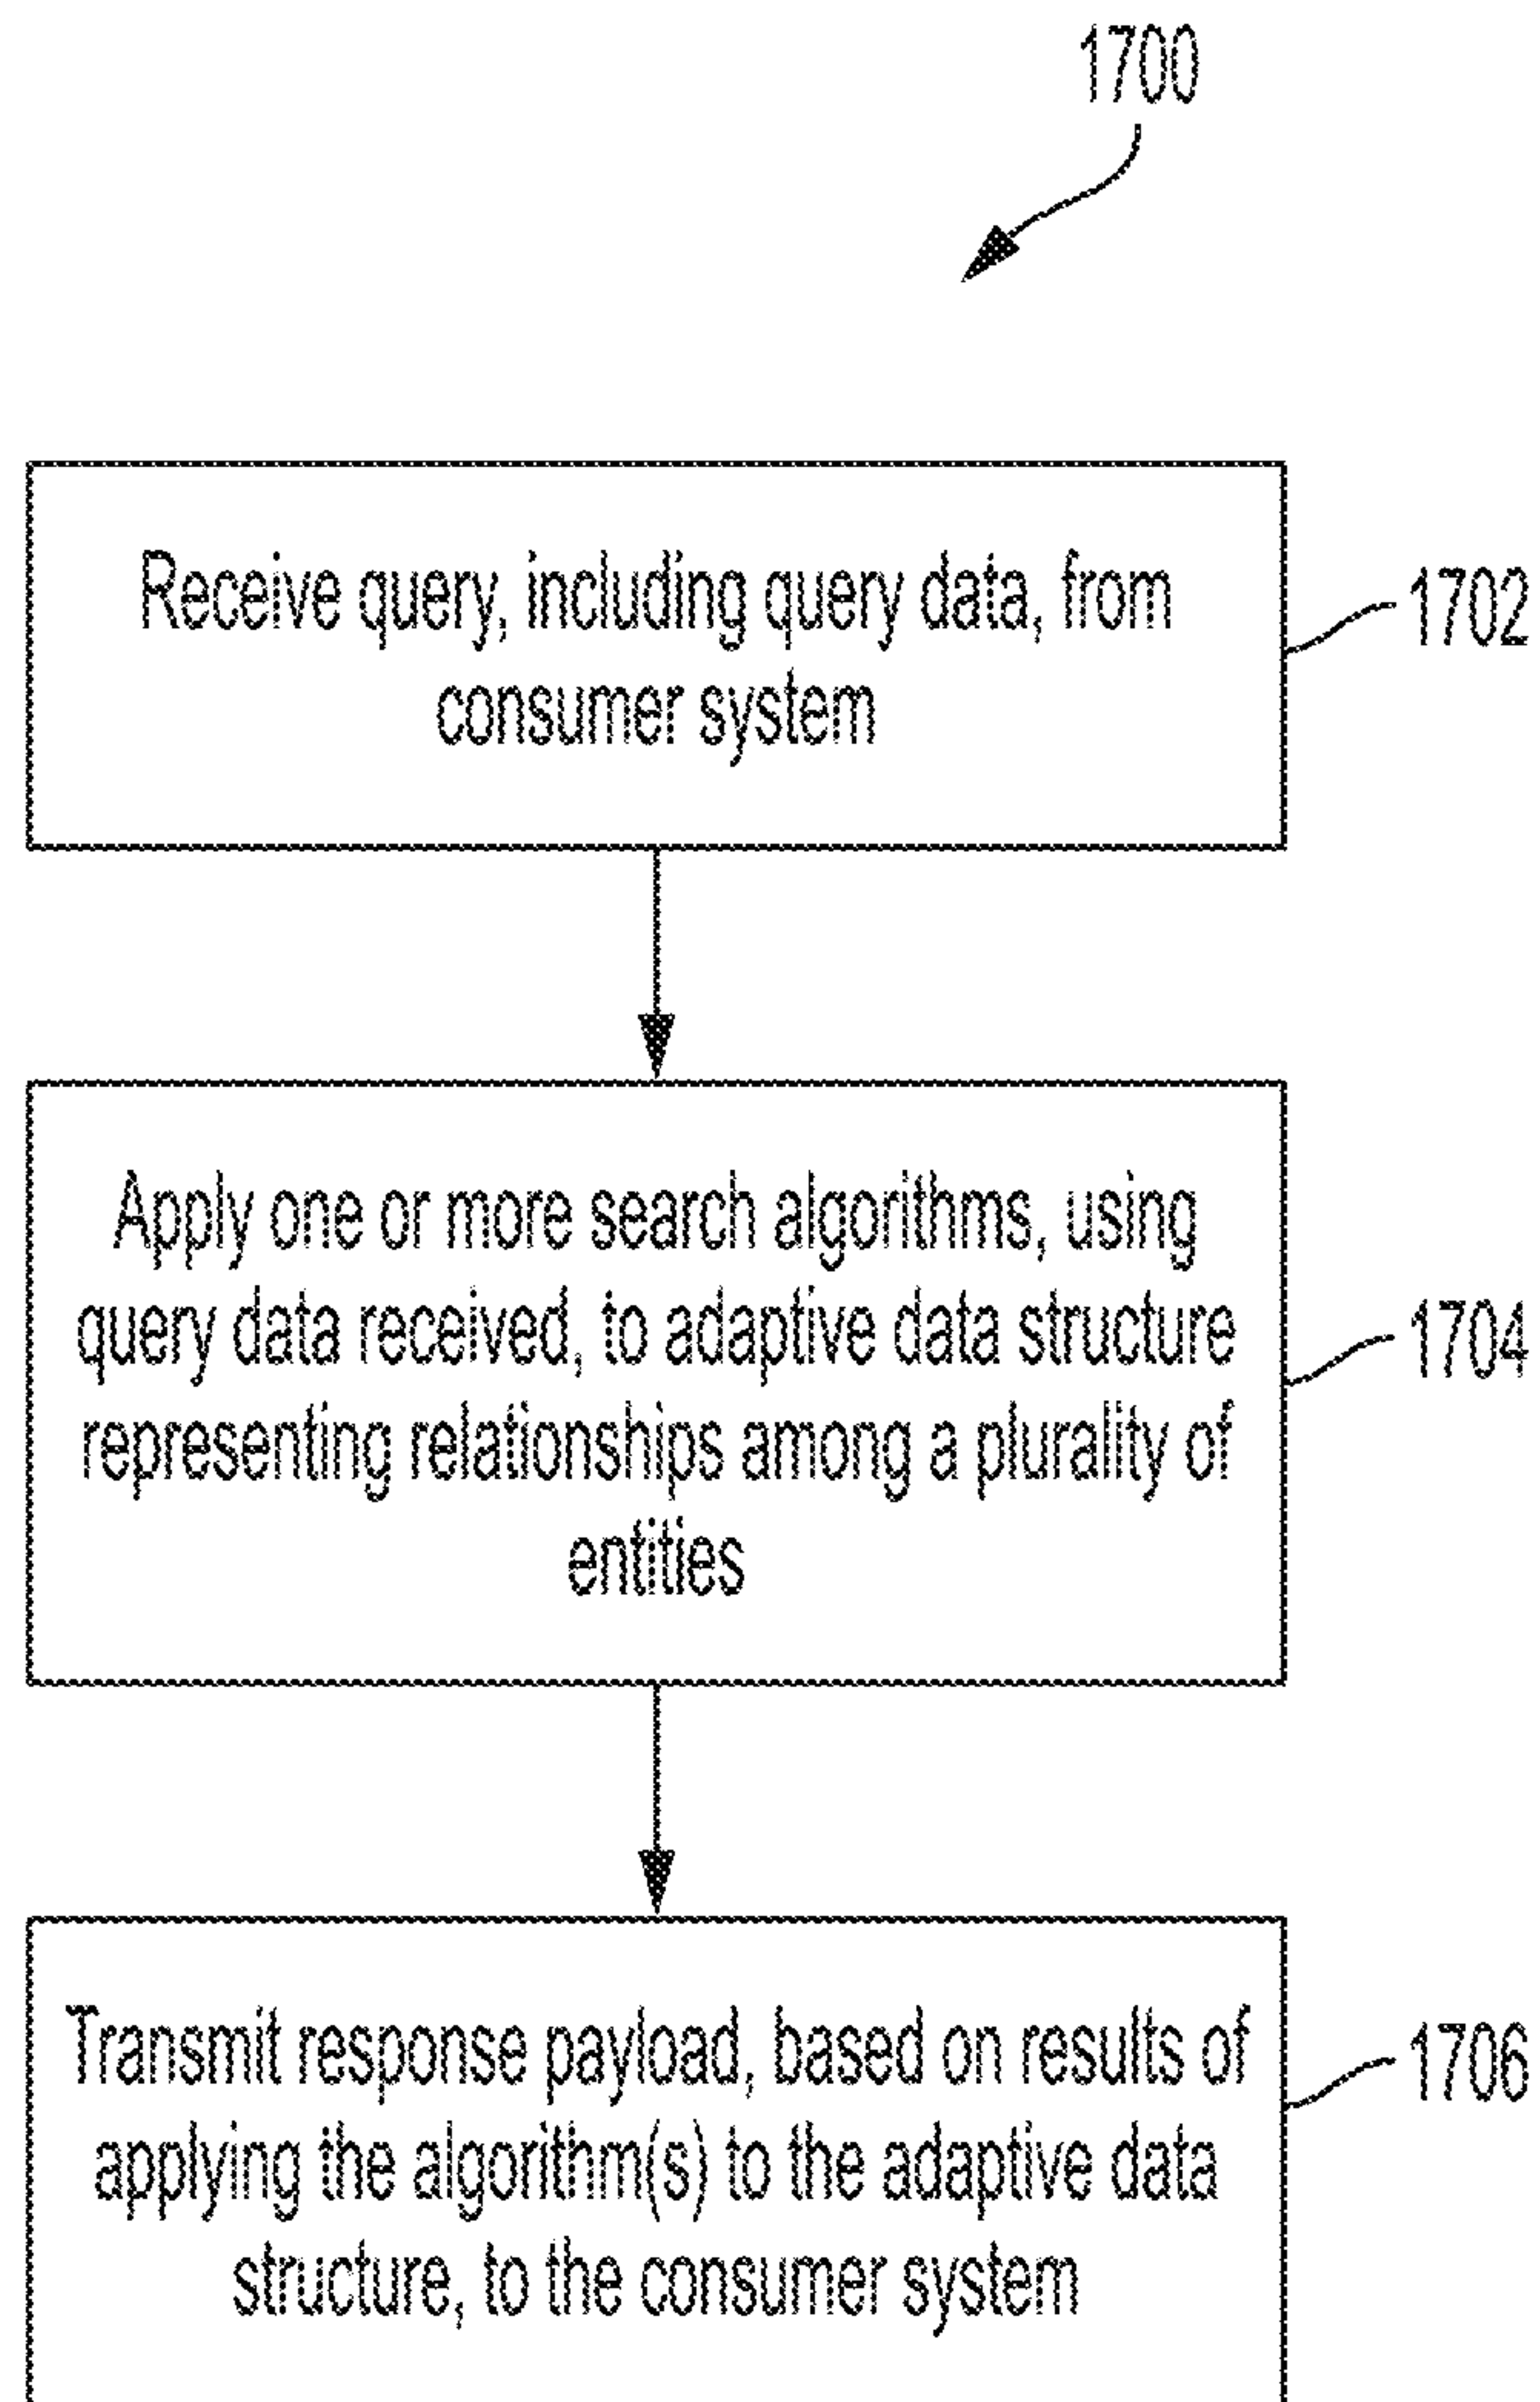 1700
Receive query, including query data, from
consumer system
1702
Apply one or more search algorithms, using
query data received, to adaptive data structure
representing relationships among a plurality of
entities
1704
Transmit response payload, based on results of
applying the algorithm(s) to the adaptive data
structure, to the consumer system
1706